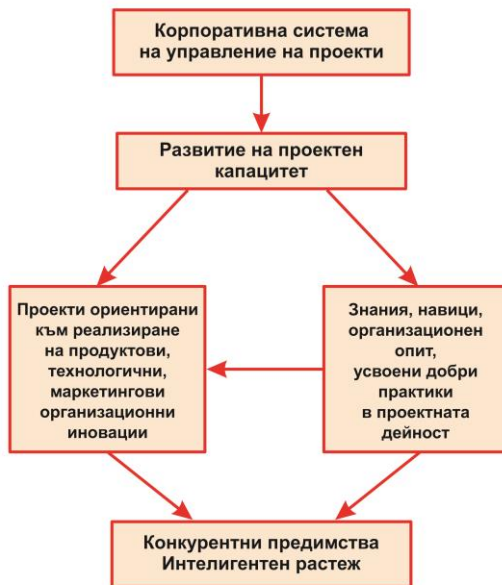 Корпоративна система
на управление на проекти
Развитие на проектен
капацитет
Проекти ориентирани
към реализиране
на продуктови,
технологични,
маркетингови
организационни
иновации
Знания, навици,
организационен
опит,
усвоени добри
практики
в проектната
дейност
Конкурентни предимства
Интелигентен растеж